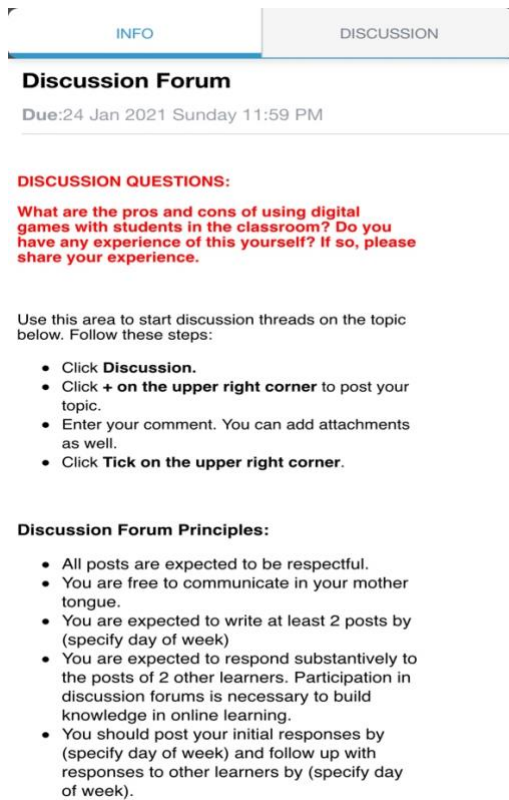 INFO
DISCUSSION
Discussion Forum
Due:24 Jan 2021 Sunday 11:59 PM
DISCUSSION QUESTIONS:
What are the pros and cons of using digital
games with students in the classroom? Do you
have any experience of this yourself? If so, please
share your experience.
Use this area to start discussion threads on the topic
below. Follow these steps:
• Click Discussion.
• Click + on the upper right corner to post your
topic.
• Enter your comment. You can add attachments
as well.
• Click Tick on the upper right corner.
Discussion Forum Principles:
• All posts are expected to be respectful.
• You are free to communicate in your mother
tongue.
• You are expected to write at least 2 posts by
(specify day of week)
• You are expected to respond substantively to
the posts of 2 other learners. Participation in
discussion forums is necessary to build
knowledge in online learning.
• You should post your initial responses by
(specify day of week) and follow up with
responses to other learners by (specify day
of week).